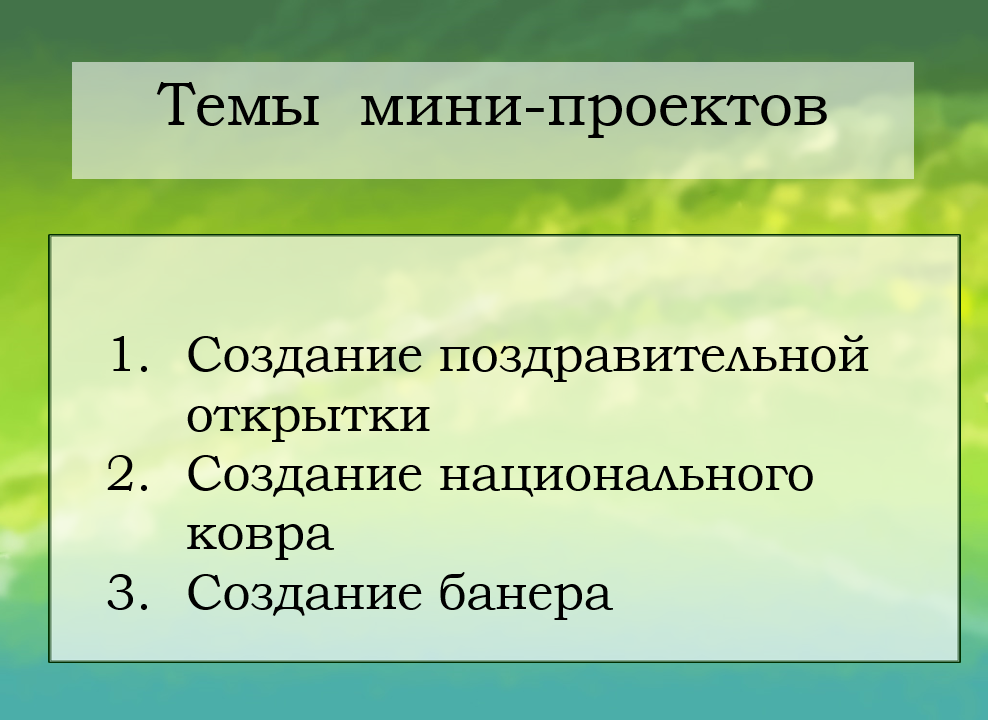 Темы  мини-проектов
1. Создание поздравительной
открытки
2. Создание национального
ковра
3. Создание банера